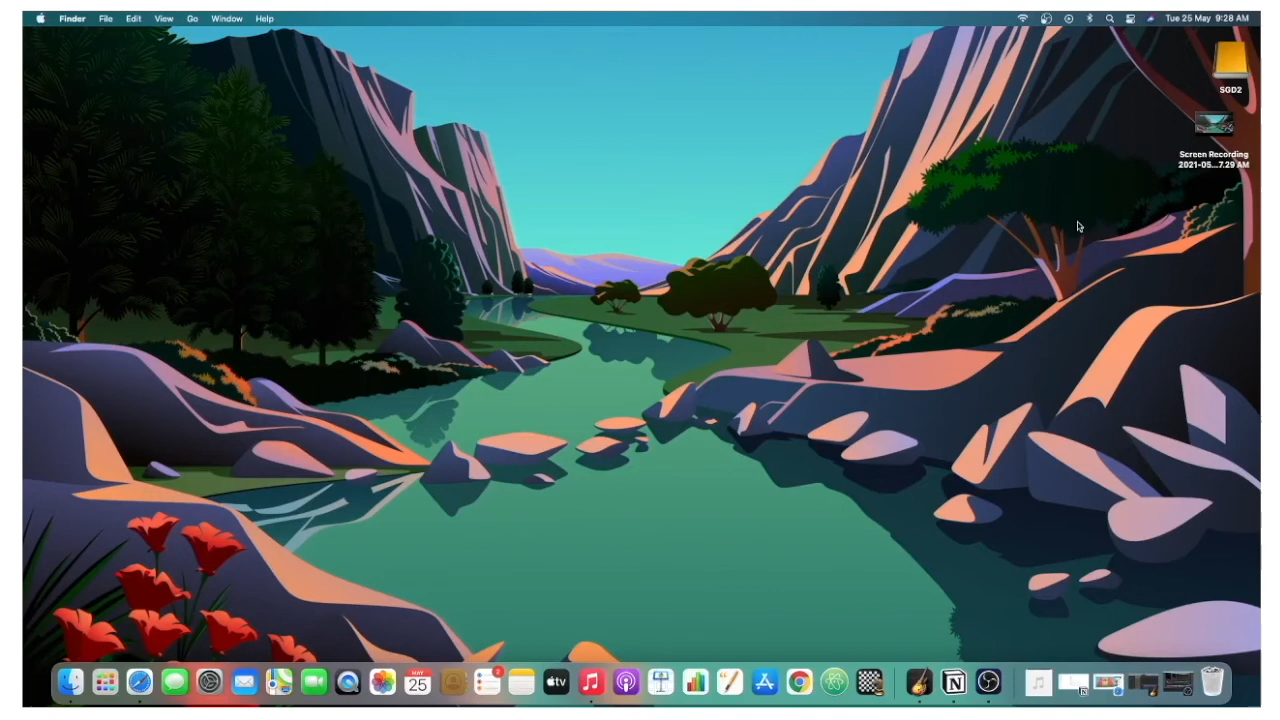 Finder File Edit View Go Window Help Tue 25 May 9:28 AM
SGD2
Screen Recording
2021-05...7.29 AM
MAY
25
tv